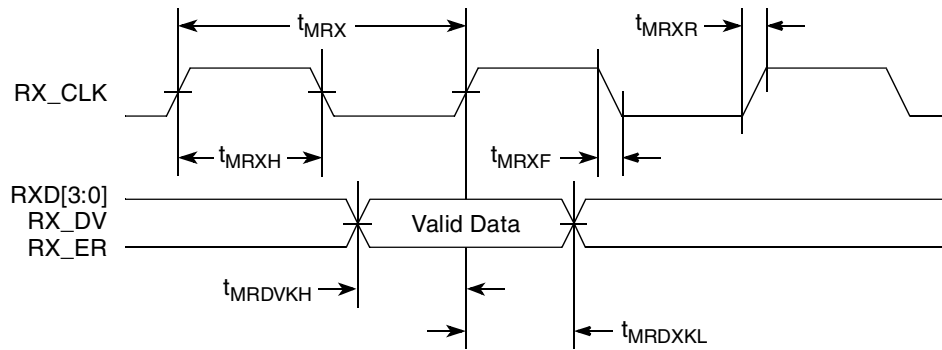 tMRX
tMRXR
RX_CLK
tMRXH
tMRXF
RXD[3:0]
RX_DV
Valid Data
RX_ER
tMRDVKH
tMRDXKL